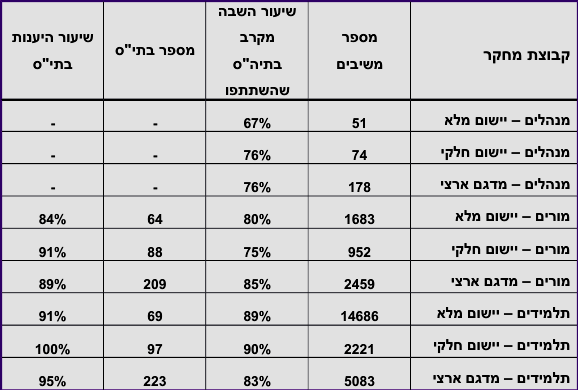 קבוצת מחקר מספר משיבים שיעור השבה מקרב בתיה"ס שהשתתפו מספר בתי"ס שיעור היענות בתי"ס
מנהלים – יישום מלא 51 67% - -
מנהלים – יישום חלקי 74 76% - -
מנהלים – מדגם ארצי 178 76% - -
מורים – יישום מלא 1683 80% 64 84%
מורים – יישום חלקי 952 75% 88 91%
מורים – מדגם ארצי 2459 85% 209 89%
תלמידים – יישום מלא 14686 89% 69 91%
תלמידים – יישום חלקי 2221 90% 97 100%
תלמידים – מדגם ארצי 5083 83% 223 95%